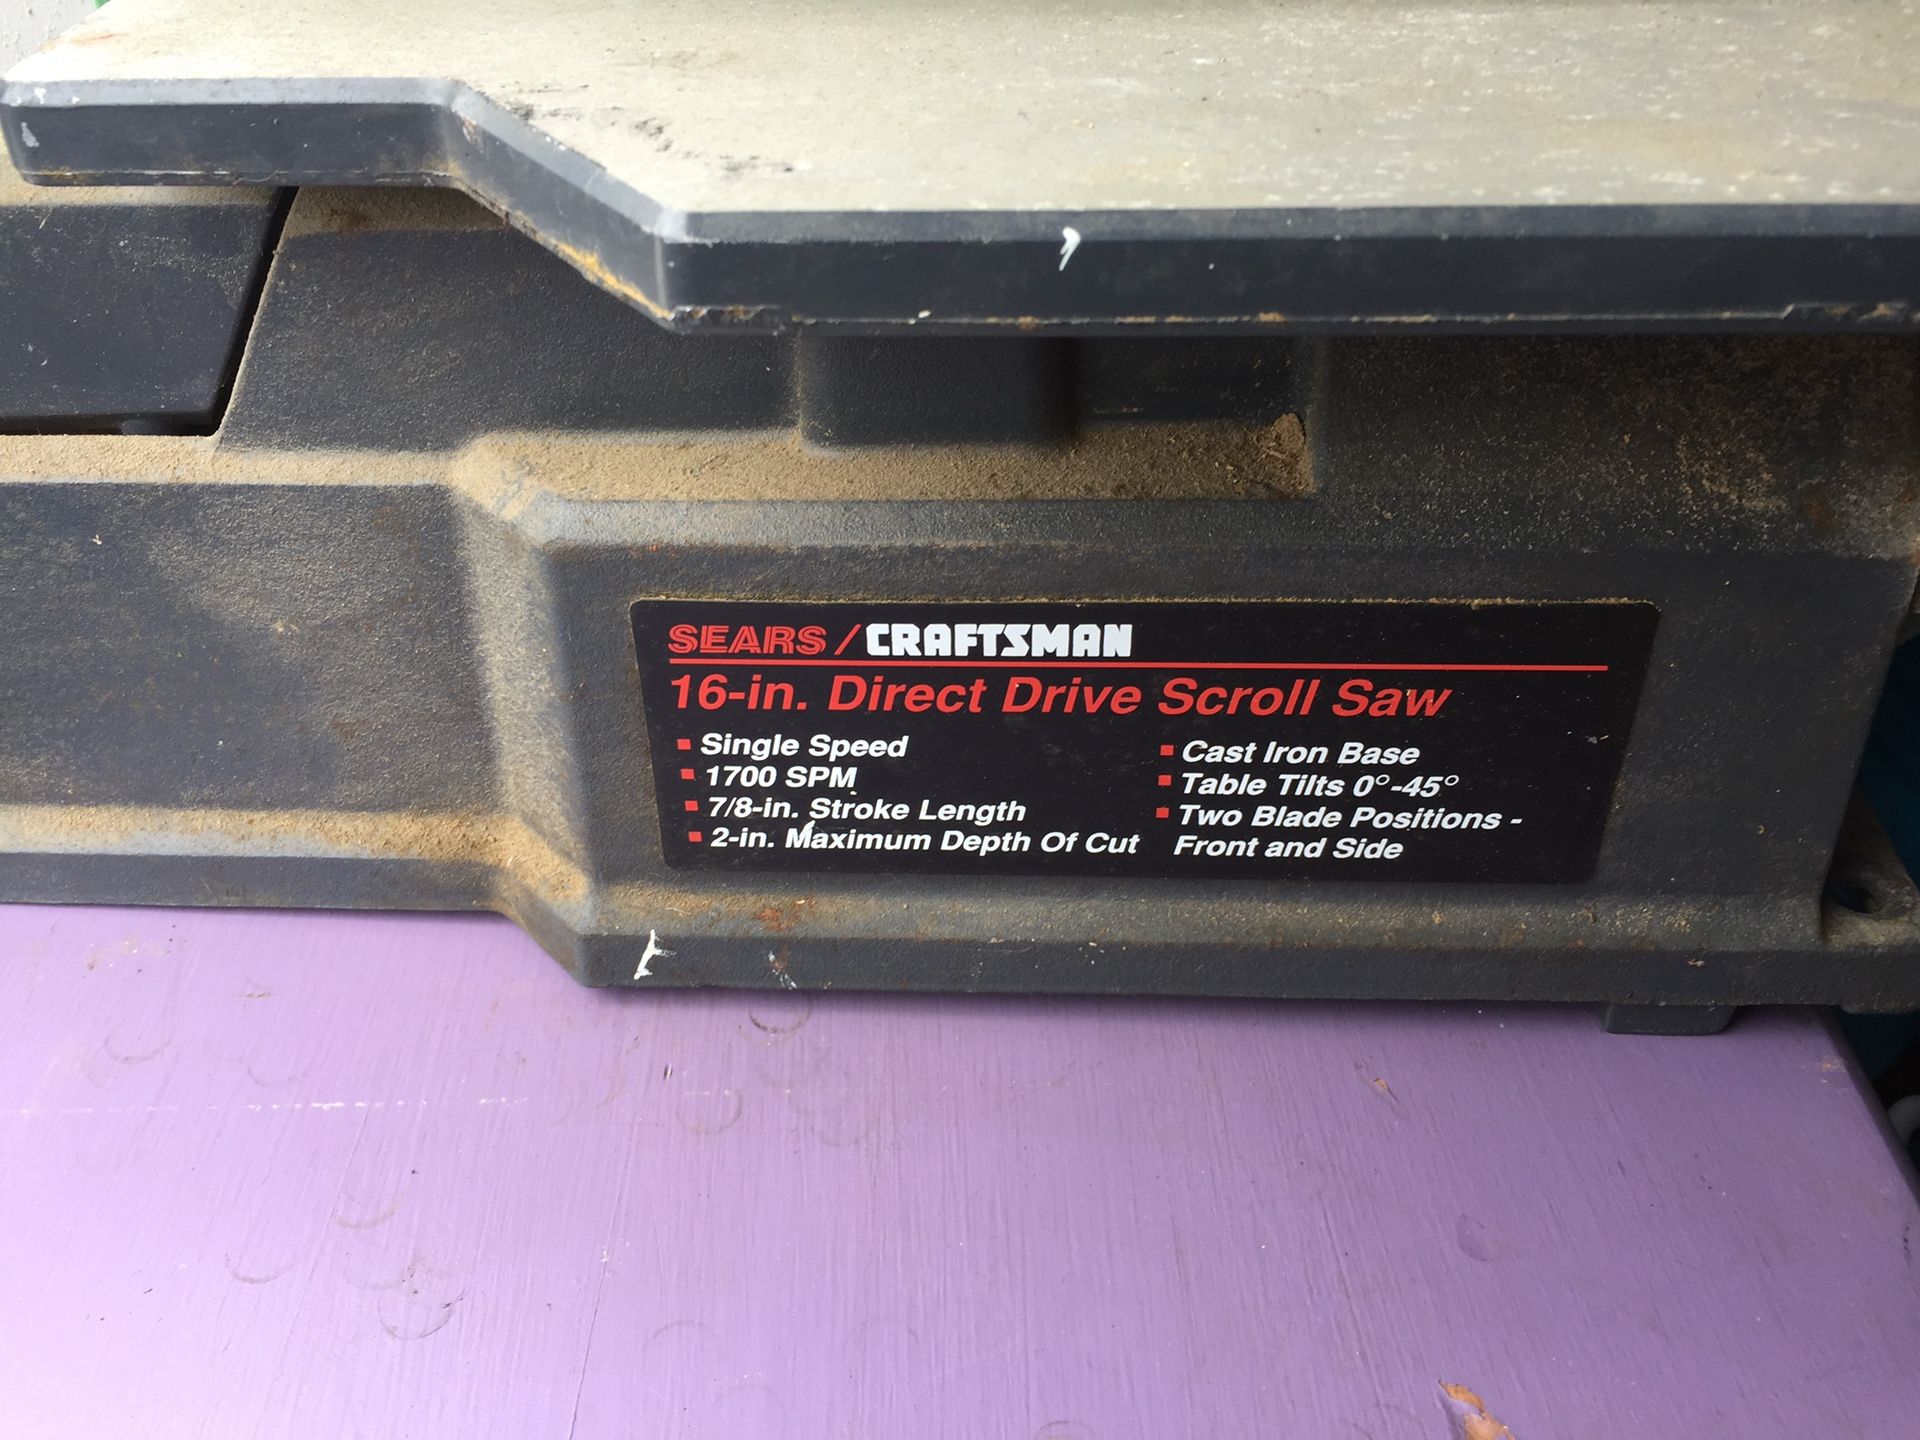 SEARS / CRAFTSMAN
16-in. Direct Drive Scroll Saw
▪ Single Speed
▪ 1700 SPM
▪ 7/8-in. Stroke Length
▪ 2-in. Maximum Depth Of Cut
▪ Cast Iron Base
▪ Table Tilts 0°-45°
▪ Two Blade Positions -
Front and Side